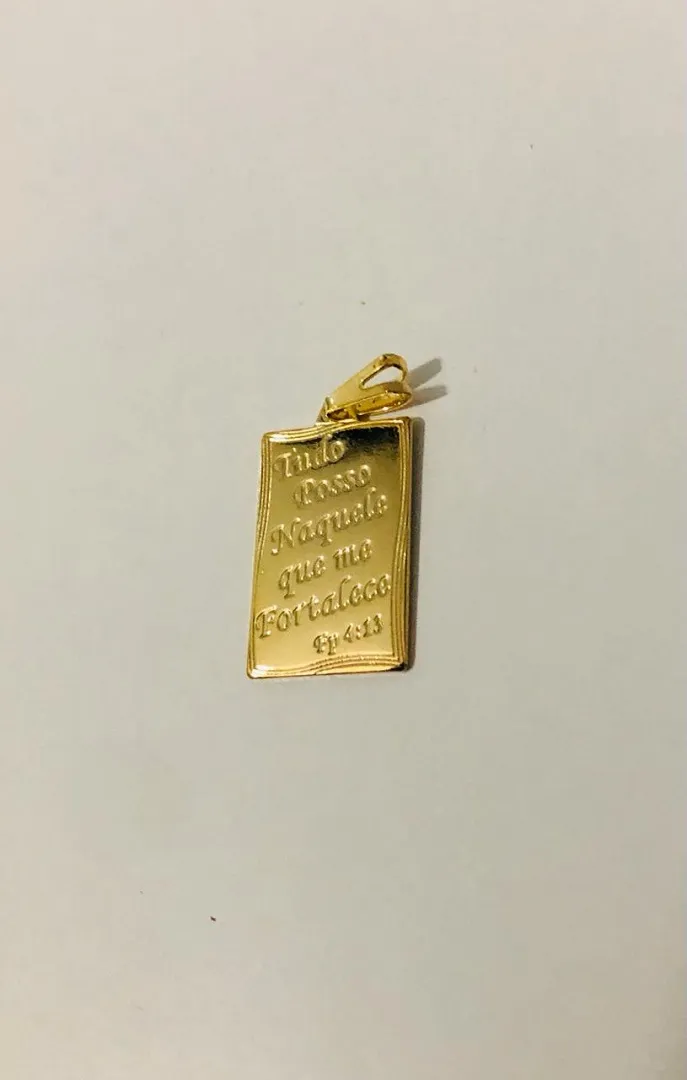 Tudo
Posso
Naquele
que me
Fortalece
Fp 4:13